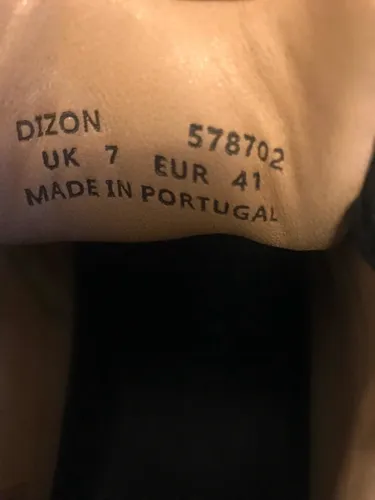 DIZON 578702
UK 7 EUR 41
MADE IN PORTUGAL